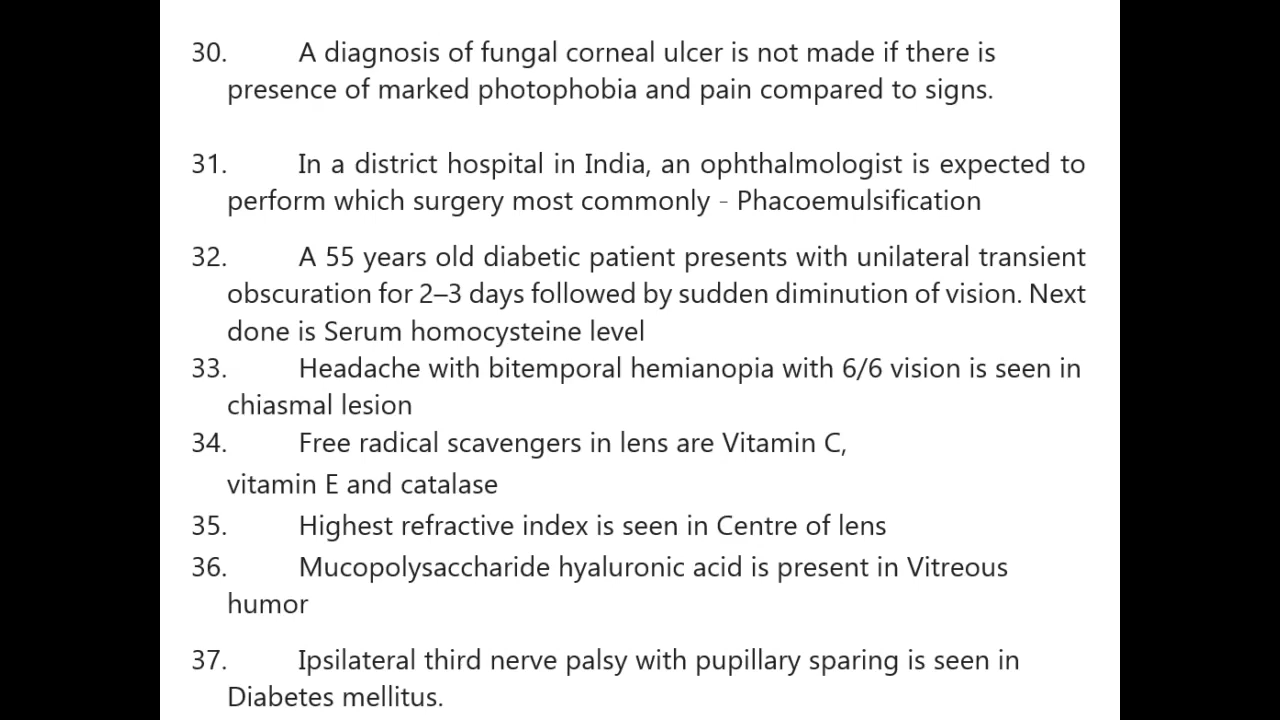 30. A diagnosis of fungal corneal ulcer is not made if there is
presence of marked photophobia and pain compared to signs.
31. In a district hospital in India, an ophthalmologist is expected to
perform which surgery most commonly - Phacoemulsification
32. A 55 years old diabetic patient presents with unilateral transient
obscuration for 2–3 days followed by sudden diminution of vision. Next
done is Serum homocysteine level
33. Headache with bitemporal hemianopia with 6/6 vision is seen in
chiasmal lesion
34. Free radical scavengers in lens are Vitamin C,
vitamin E and catalase
35. Highest refractive index is seen in Centre of lens
36. Mucopolysaccharide hyaluronic acid is present in Vitreous
humor
37. Ipsilateral third nerve palsy with pupillary sparing is seen in
Diabetes mellitus.